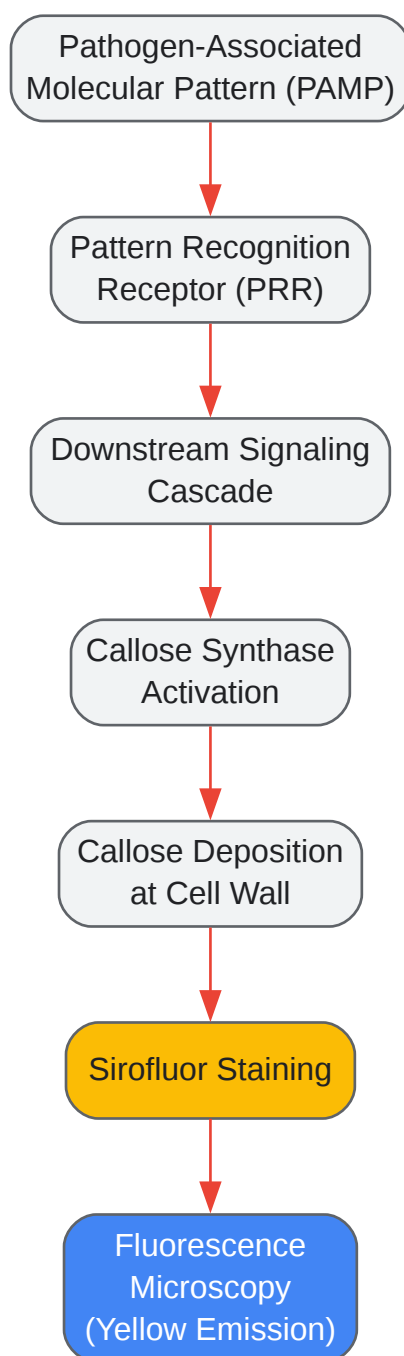 Pathogen-Associated
Molecular Pattern (PAMP)
Pattern Recognition
Receptor (PRR)
Downstream Signaling
Cascade
Callose Synthase
Activation
Callose Deposition
at Cell Wall
Sirofluor Staining
Fluorescence
Microscopy
(Yellow Emission)